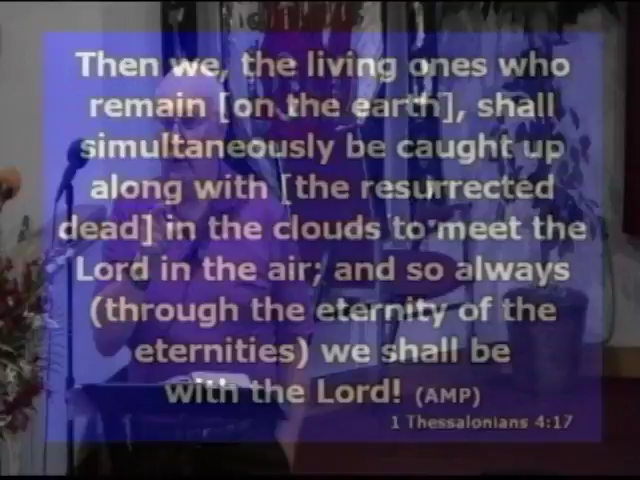 Then we, the living ones who
remain [on the earth], shall
simultaneously be caught up
along with [the resurrected
dead] in the clouds to meet the
Lord in the air; and so always
(through the eternity of the
eternities) we shall be
with the Lord! (AMP)
1 Thessalonians 4:17